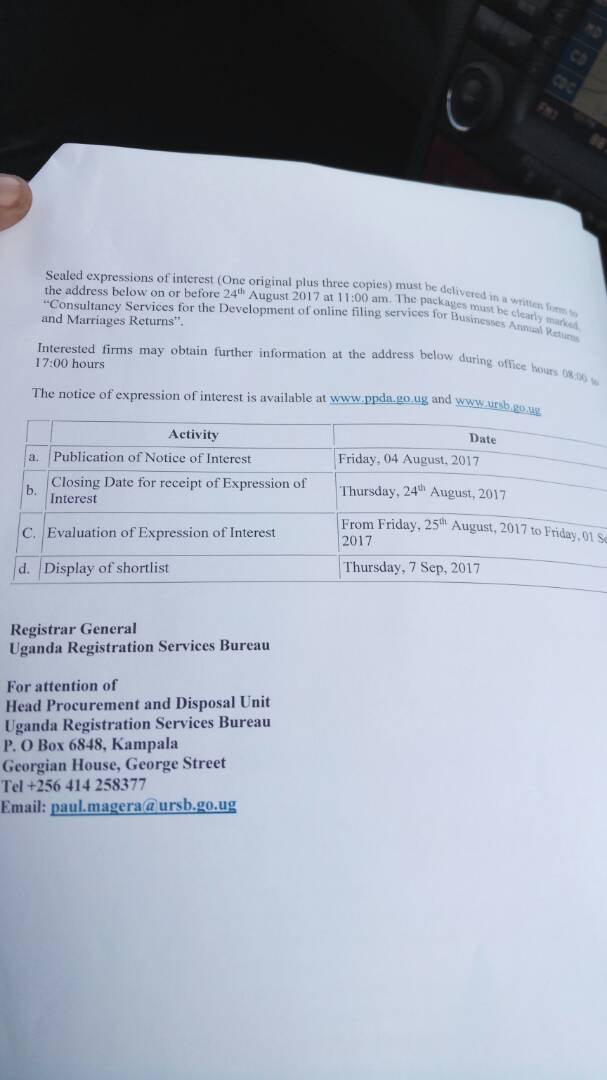 Sealed expressions of interest (One original plus three copies) must be delivered in a written form to
the address below on or before 24th August 2017 at 11:00 am. The packages must be clearly marked,
“Consultancy Services for the Development of online filing services for Businesses Annual Returns
and Marriages Returns”.
Interested firms may obtain further information at the address below during office hours 08:00 to
17:00 hours
The notice of expression of interest is available at www.ppda.go.ug and www.ursb.go.ug
Activity Date
a. Publication of Notice of Interest Friday, 04 August, 2017
b. Closing Date for receipt of Expression of Interest Thursday, 24th August, 2017
C. Evaluation of Expression of Interest From Friday, 25th August, 2017 to Friday, 01 Se
2017
d. Display of shortlist Thursday, 7 Sep, 2017
Registrar General
Uganda Registration Services Bureau
For attention of
Head Procurement and Disposal Unit
Uganda Registration Services Bureau
P. O Box 6848, Kampala
Georgian House, George Street
Tel +256 414 258377
Email: paul.magera@ursb.go.ug
MD
CD
CD-C
FM1